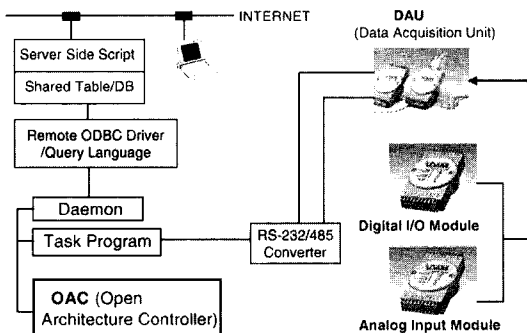 INTERNET
Server Side Script
Shared Table/DB
Remote ODBC Driver
/Query Language
Daemon
Task Program
OAC (Open
Architecture Controller)
RS-232/485
Converter
DAU
(Data Acquisition Unit)
Digital I/O Module
Analog Input Module